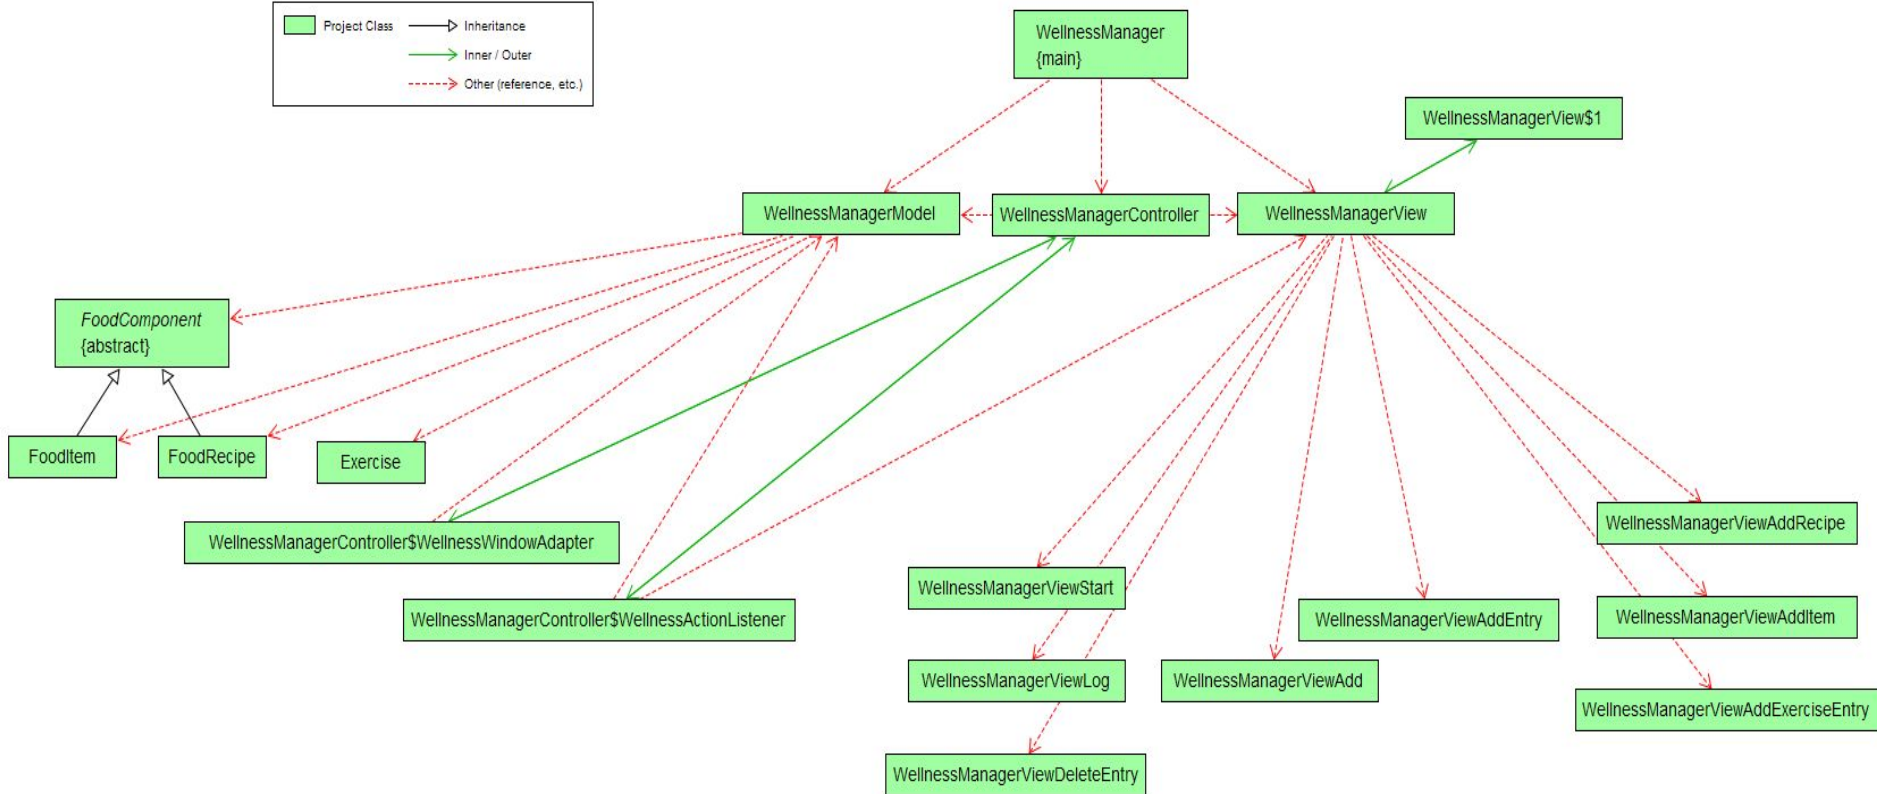 Project Class
Inheritance
Inner / Outer
Other (reference, etc.)
WellnessManager
{main}
WellnessManagerView$1
WellnessManagerModel
WellnessManagerController
WellnessManagerView
FoodComponent
{abstract}
FoodItem
FoodRecipe
Exercise
WellnessManagerController$WellnessWindowAdapter
WellnessManagerController$WellnessActionListener
WellnessManagerViewStart
WellnessManagerViewLog
WellnessManagerViewDeleteEntry
WellnessManagerViewAdd
WellnessManagerViewAddEntry
WellnessManagerViewAddRecipe
WellnessManagerViewAddItem
WellnessManagerViewAddExerciseEntry